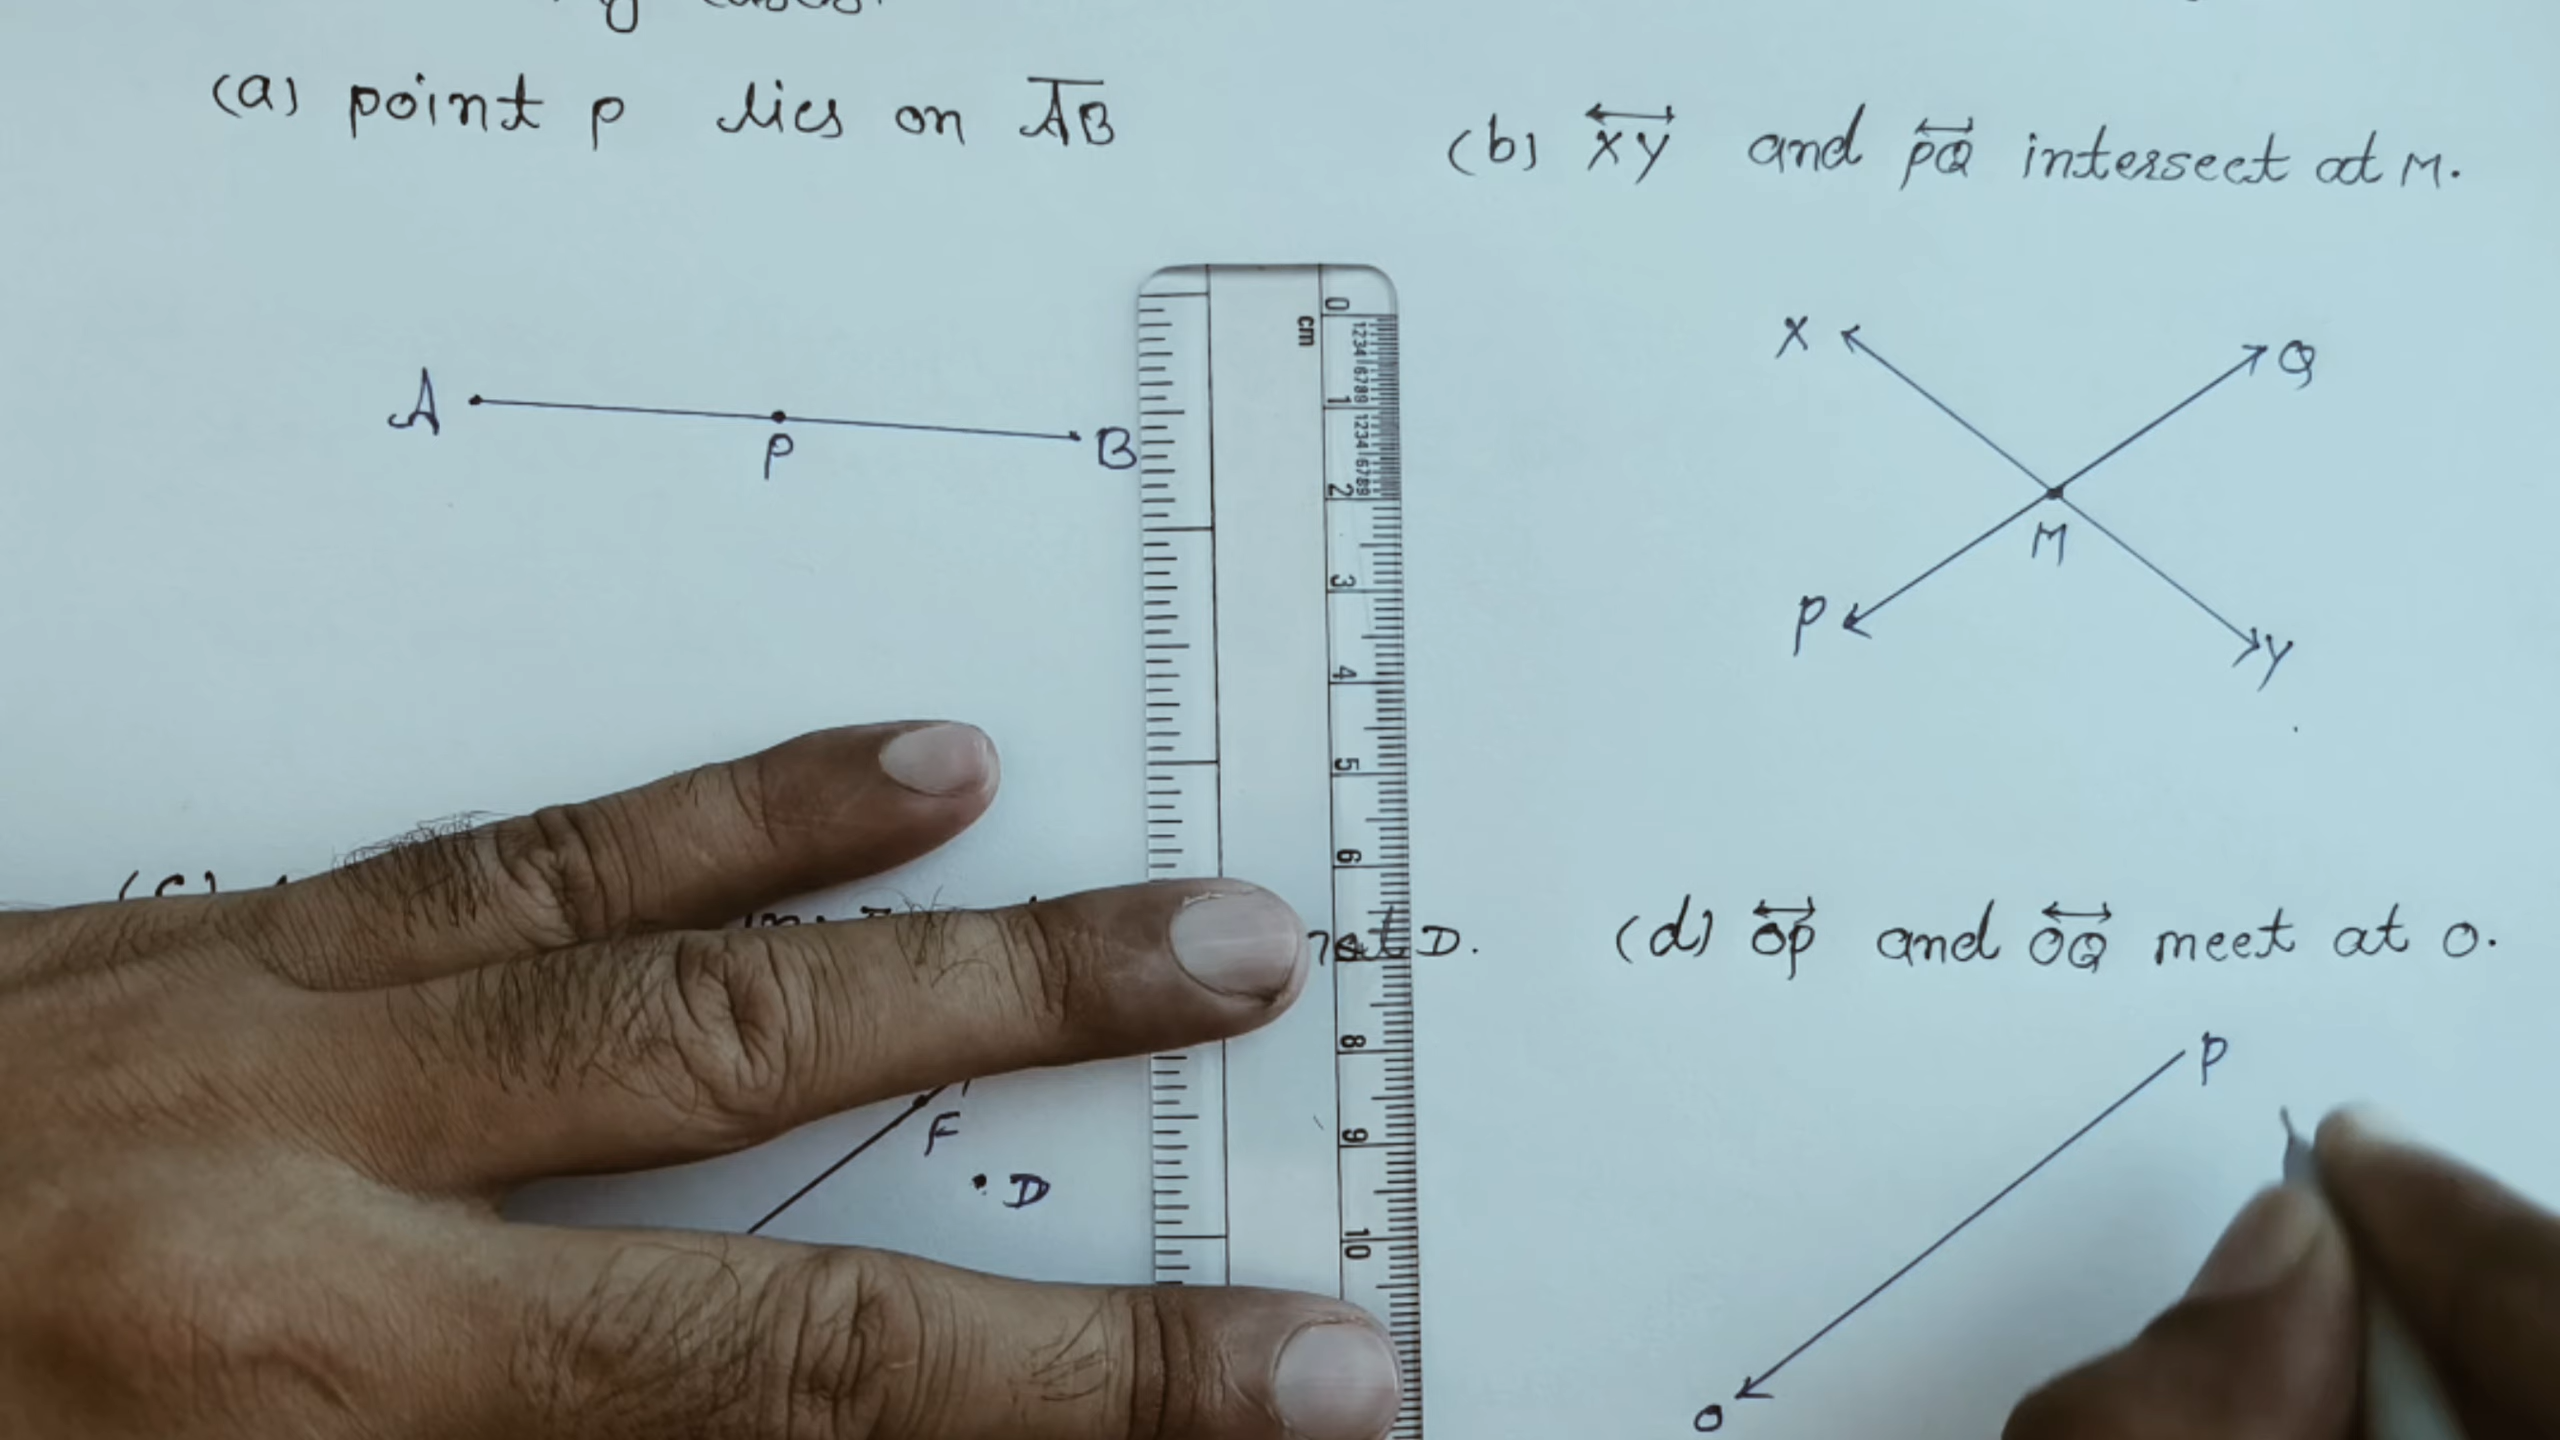 (a) point P lies on AB
(b) XY and PQ intersect at M.
A
P
B
X
Q
M
P
Y
cm
0
1
2
3
4
5
6
8
9
10
(c)
D.
F
D
(d) OP and OQ meet at O.
P
O